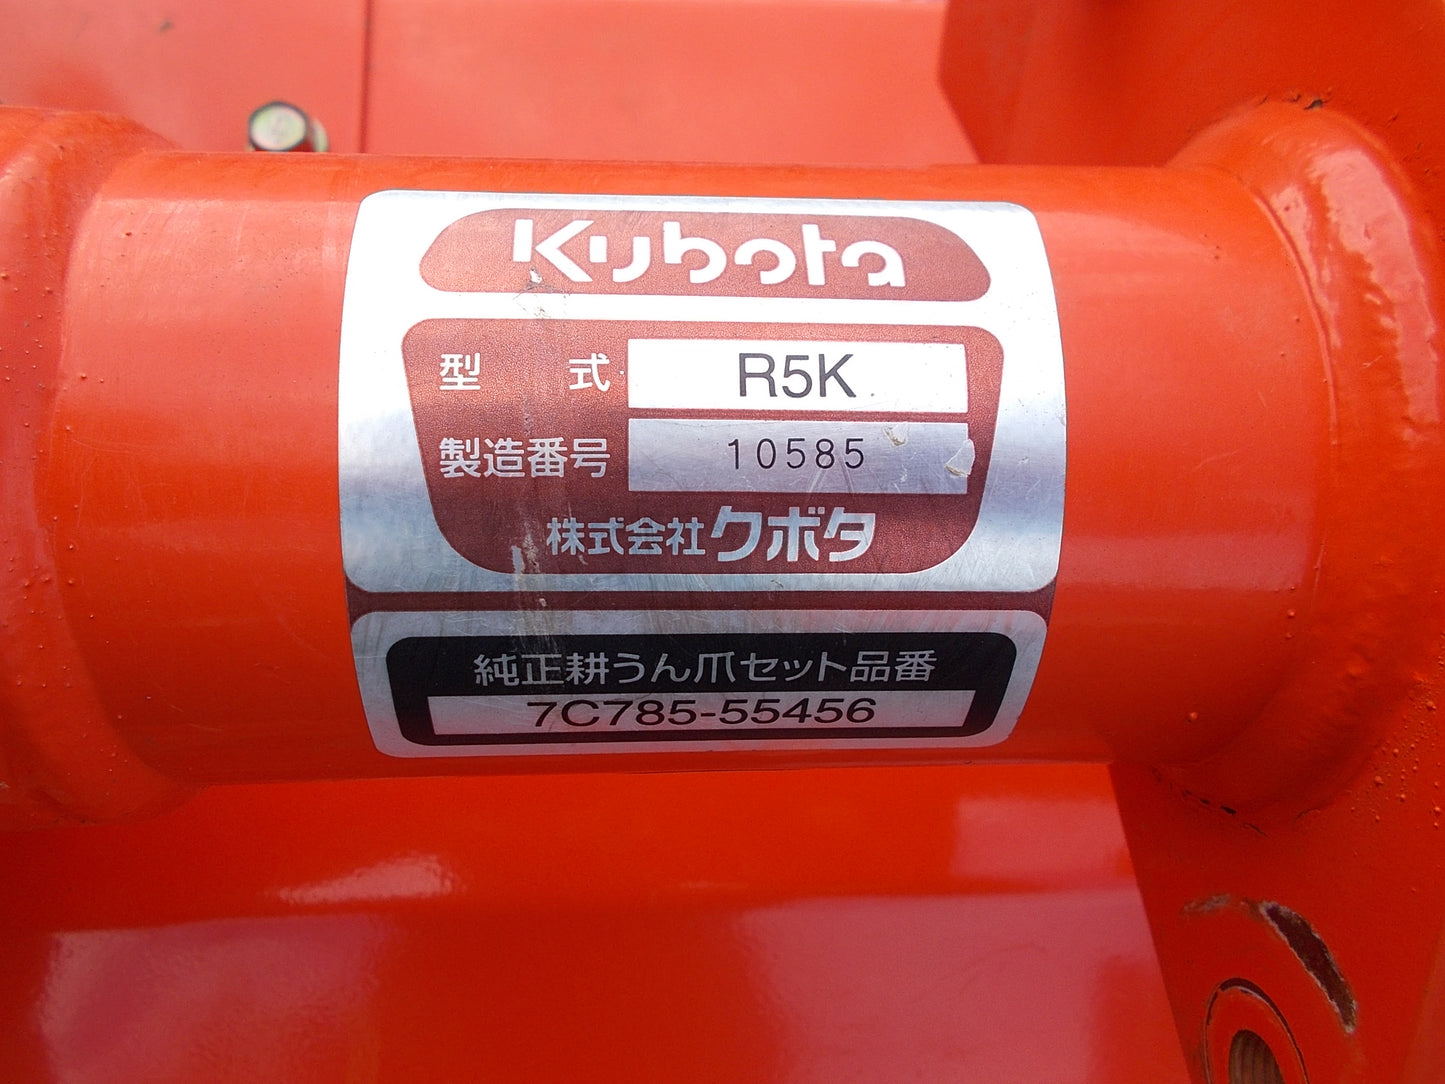 Kubota
型式 R5K
製造番号 10585
株式会社クボタ
純正耕うん爪セット品番
7C785-55456